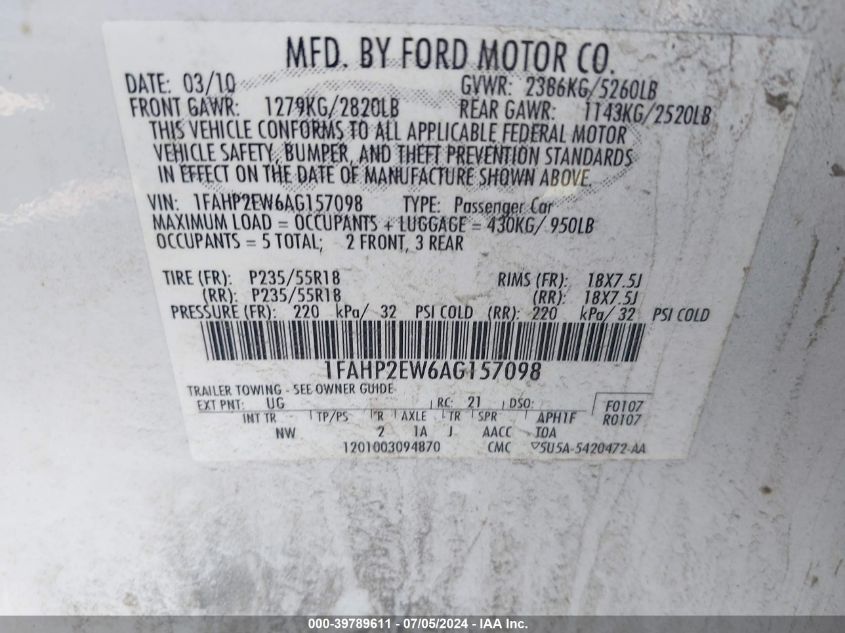 MFD. BY FORD MOTOR CO.
DATE: 03/10 GVWR: 2386KG/5260LB
FRONT GAWR: 1279KG/2820LB REAR GAWR: 1143KG/2520LB
THIS VEHICLE CONFORMS TO ALL APPLICABLE FEDERAL MOTOR
VEHICLE SAFETY, BUMPER, AND THEFT PREVENTION STANDARDS
IN EFFECT ON THE DATE OF MANUFACTURE SHOWN ABOVE
VIN: 1FAHP2EW6AG157098 TYPE: Passenger Car
MAXIMUM LOAD = OCCUPANTS + LUGGAGE = 430KG/ 950LB
OCCUPANTS = 5 TOTAL; 2 FRONT, 3 REAR
TIRE (FR): P235/55R18 RIMS (FR): 18X7.5J
(RR): P235/55R18 (RR): 18X7.5J
PRESSURE (FR): 220 kPa/ 32 PSI COLD (RR): 220 kPa/ 32 PSI COLD
1FAHP2EW6AG157098
TRAILER TOWING - SEE OWNER GUIDE
EXT PNT: UG RC: 21 DSO: F0107
INT TR TP/PS R AXLE TR SPR APH1F R0107
NW 2 1A J AACC IOA
1201003094870 CMC 5U5A-5420472-AA
000-39789611 - 07/05/2024 - IAA Inc.